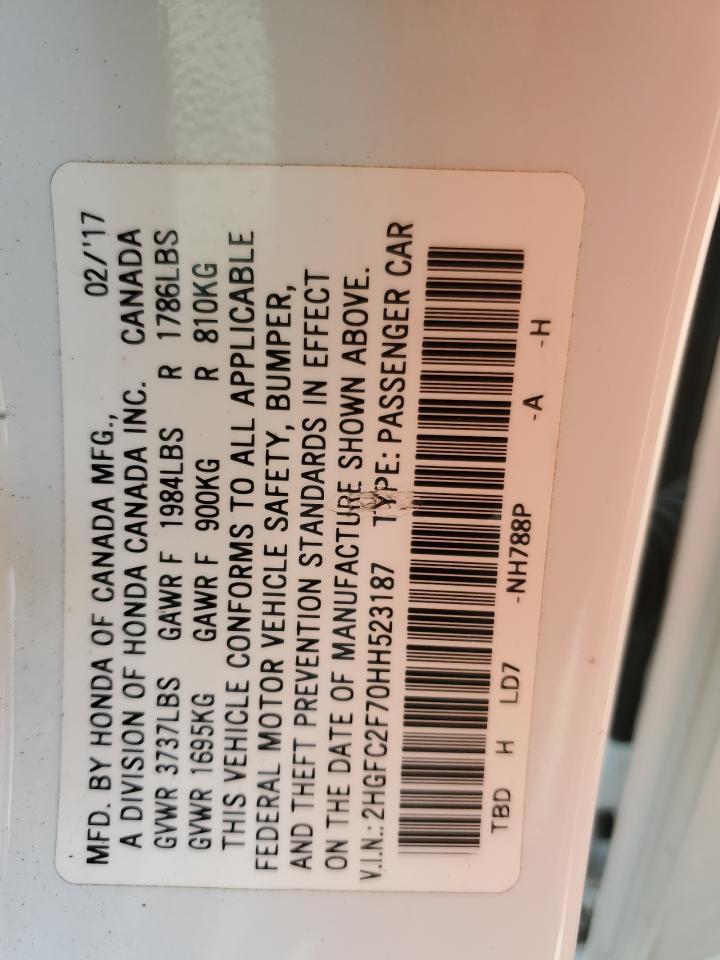 MFD. BY HONDA OF CANADA MFG., 02/'17
A DIVISION OF HONDA CANADA INC. CANADA
GVWR 3737LBS GAWR F 1984LBS R 1786LBS
GVWR 1695KG GAWR F 900KG R 810KG
THIS VEHICLE CONFORMS TO ALL APPLICABLE
FEDERAL MOTOR VEHICLE SAFETY, BUMPER,
AND THEFT PREVENTION STANDARDS IN EFFECT
ON THE DATE OF MANUFACTURE SHOWN ABOVE.
V.I.N.: 2HGFC2F70HH523187 TYPE: PASSENGER CAR
TBD H LD7 -NH788P -A -H